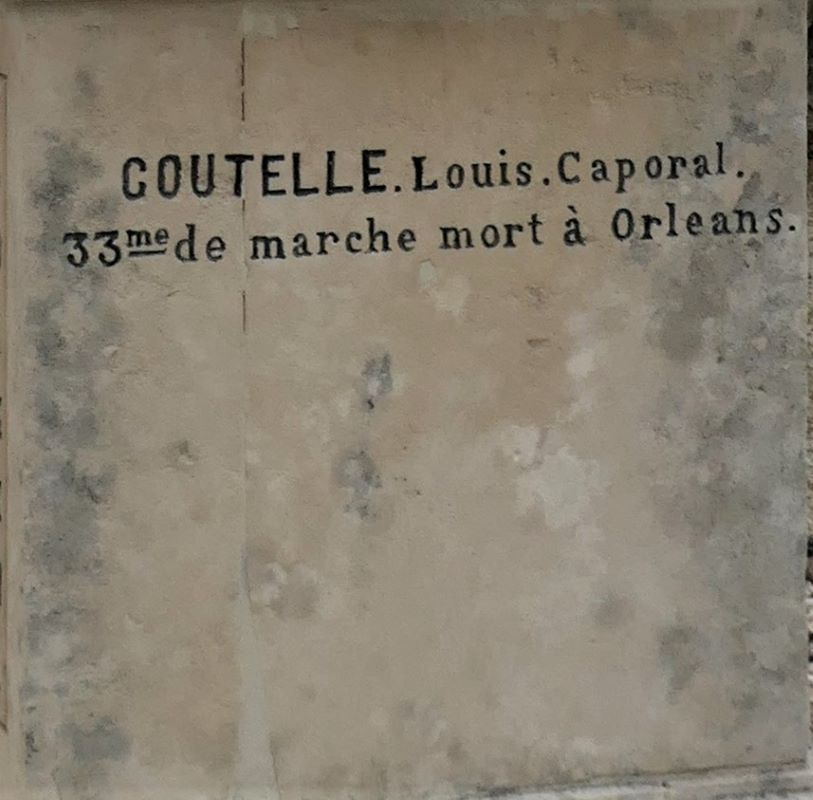 COUTELLE.Louis.Caporal.
33me de marche mort à Orleans.